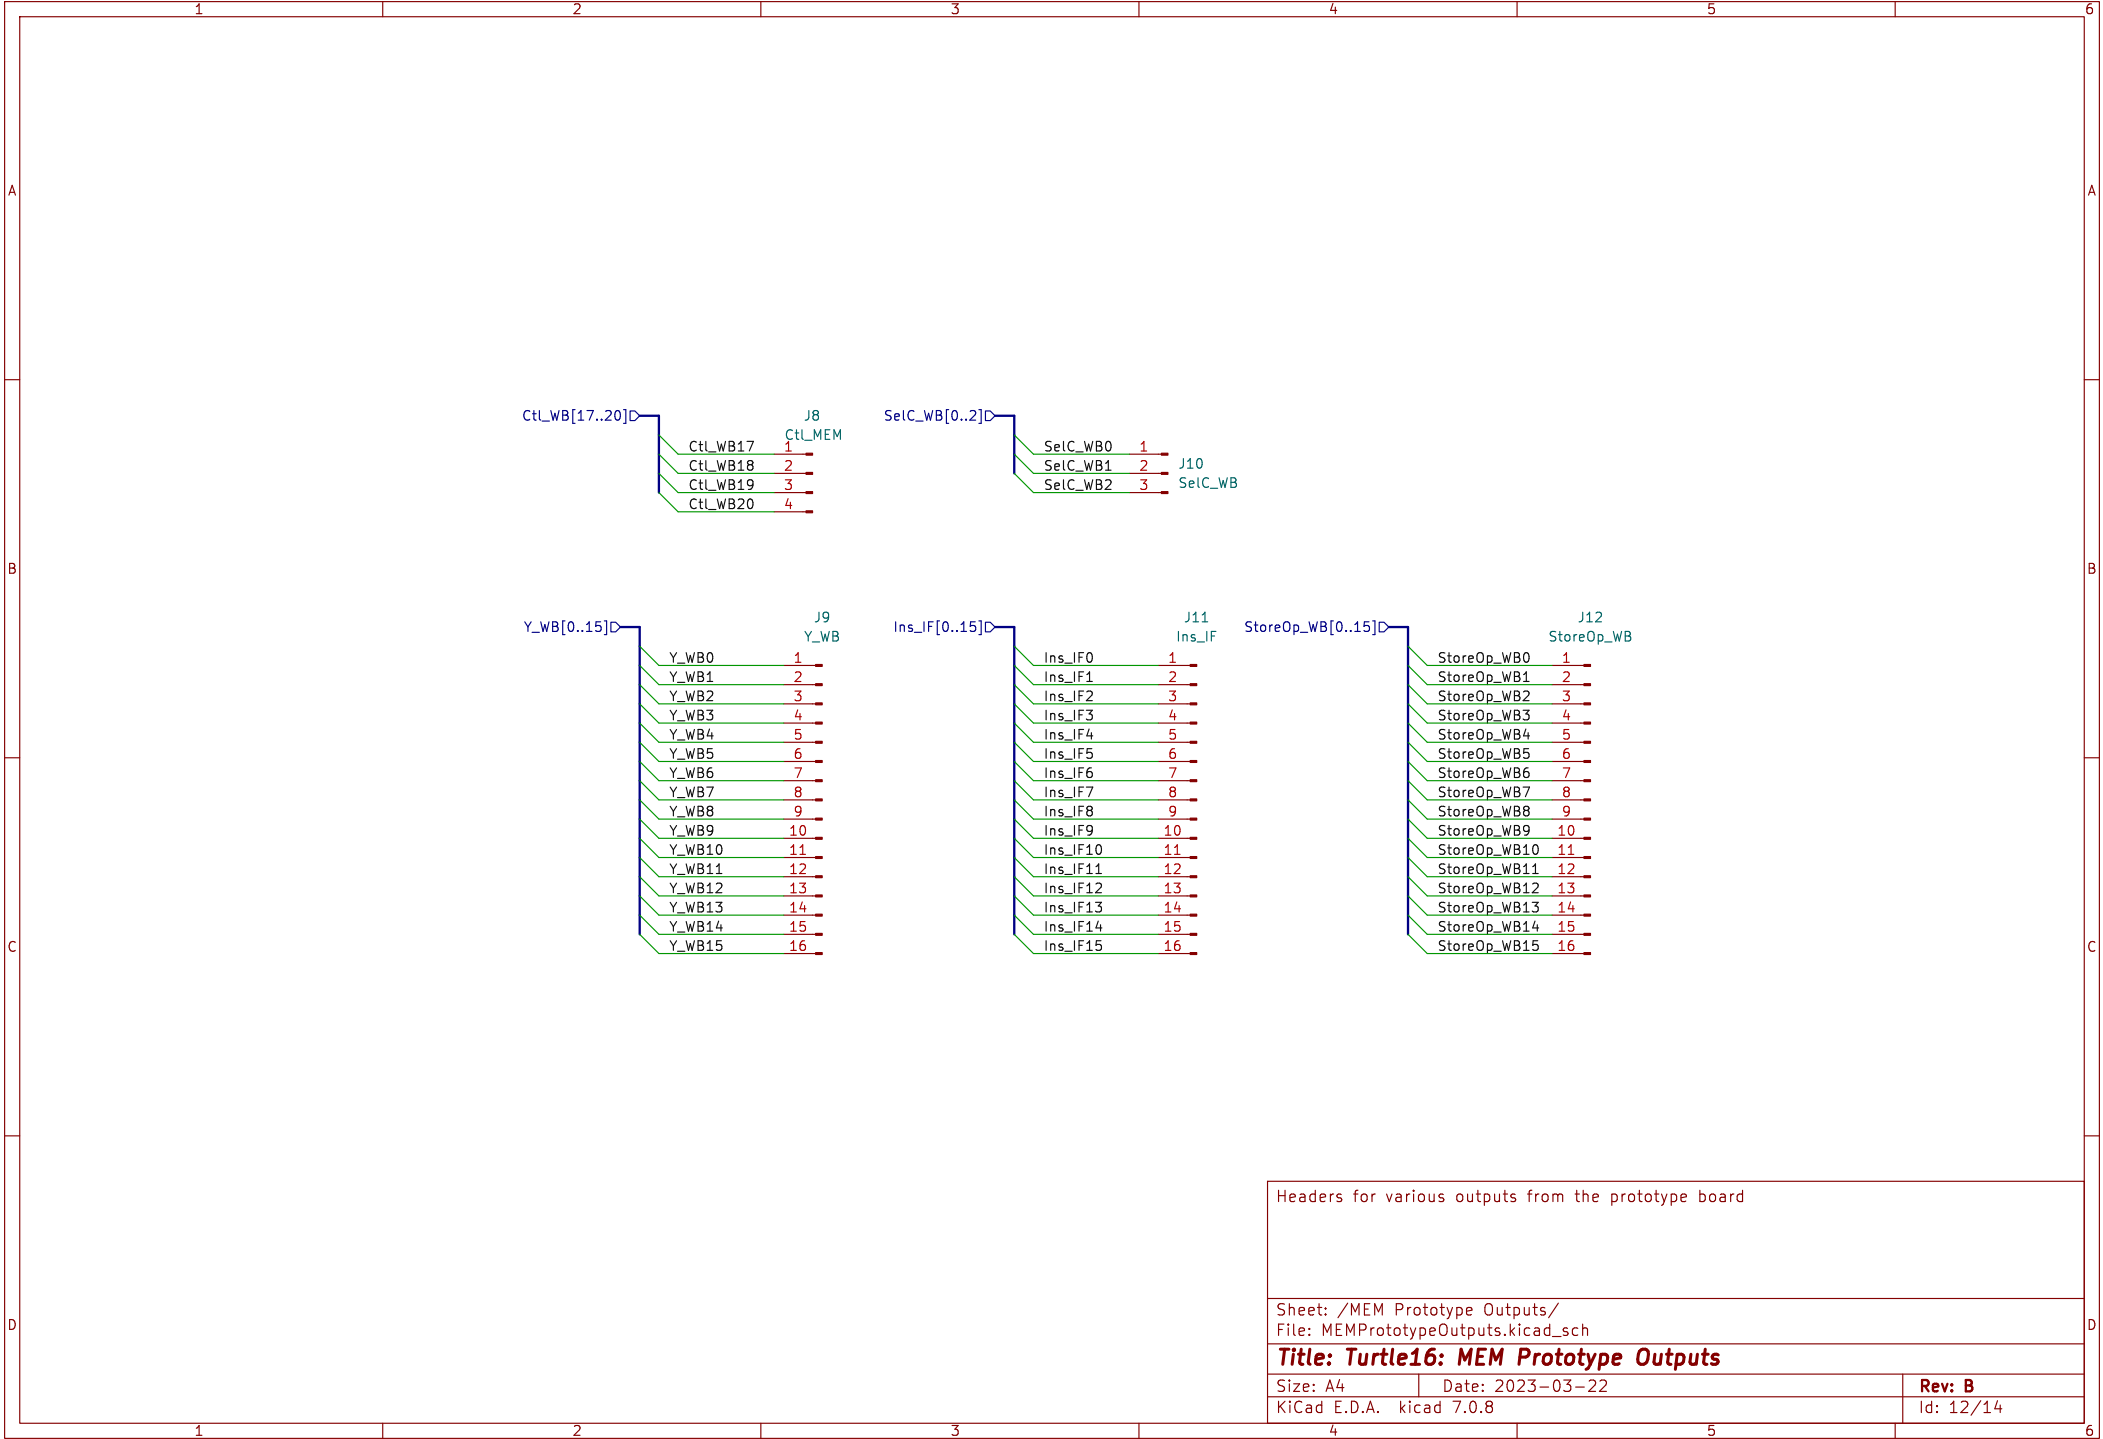 1 2 3 4 5 6
A A
Ctl_WB[17..20] J8 SelC_WB[0..2]
Ctl_MEM
Ctl_WB17 1 SelC_WB0 1
Ctl_WB18 2 SelC_WB1 2 J10
Ctl_WB19 3 SelC_WB2 3 SelC_WB
Ctl_WB20 4
B B
J9 J11 J12
Y_WB[0..15] Ins_IF[0..15] StoreOp_WB[0..15]
Y_WB Ins_IF StoreOp_WB
Y_WB0 1 Ins_IF0 1 StoreOp_WB0 1
Y_WB1 2 Ins_IF1 2 StoreOp_WB1 2
Y_WB2 3 Ins_IF2 3 StoreOp_WB2 3
Y_WB3 4 Ins_IF3 4 StoreOp_WB3 4
Y_WB4 5 Ins_IF4 5 StoreOp_WB4 5
Y_WB5 6 Ins_IF5 6 StoreOp_WB5 6
Y_WB6 7 Ins_IF6 7 StoreOp_WB6 7
Y_WB7 8 Ins_IF7 8 StoreOp_WB7 8
Y_WB8 9 Ins_IF8 9 StoreOp_WB8 9
Y_WB9 10 Ins_IF9 10 StoreOp_WB9 10
Y_WB10 11 Ins_IF10 11 StoreOp_WB10 11
Y_WB11 12 Ins_IF11 12 StoreOp_WB11 12
Y_WB12 13 Ins_IF12 13 StoreOp_WB12 13
Y_WB13 14 Ins_IF13 14 StoreOp_WB13 14
Y_WB14 15 Ins_IF14 15 StoreOp_WB14 15
Y_WB15 16 Ins_IF15 16 StoreOp_WB15 16
C C
Headers for various outputs from the prototype board
Sheet: /MEM Prototype Outputs/
D D
File: MEMPrototypeOutputs.kicad_sch
Title: Turtle16: MEM Prototype Outputs
Size: A4 Date: 2023-03-22 Rev: B
KiCad E.D.A. kicad 7.0.8 Id: 12/14
1 2 3 4 5 6